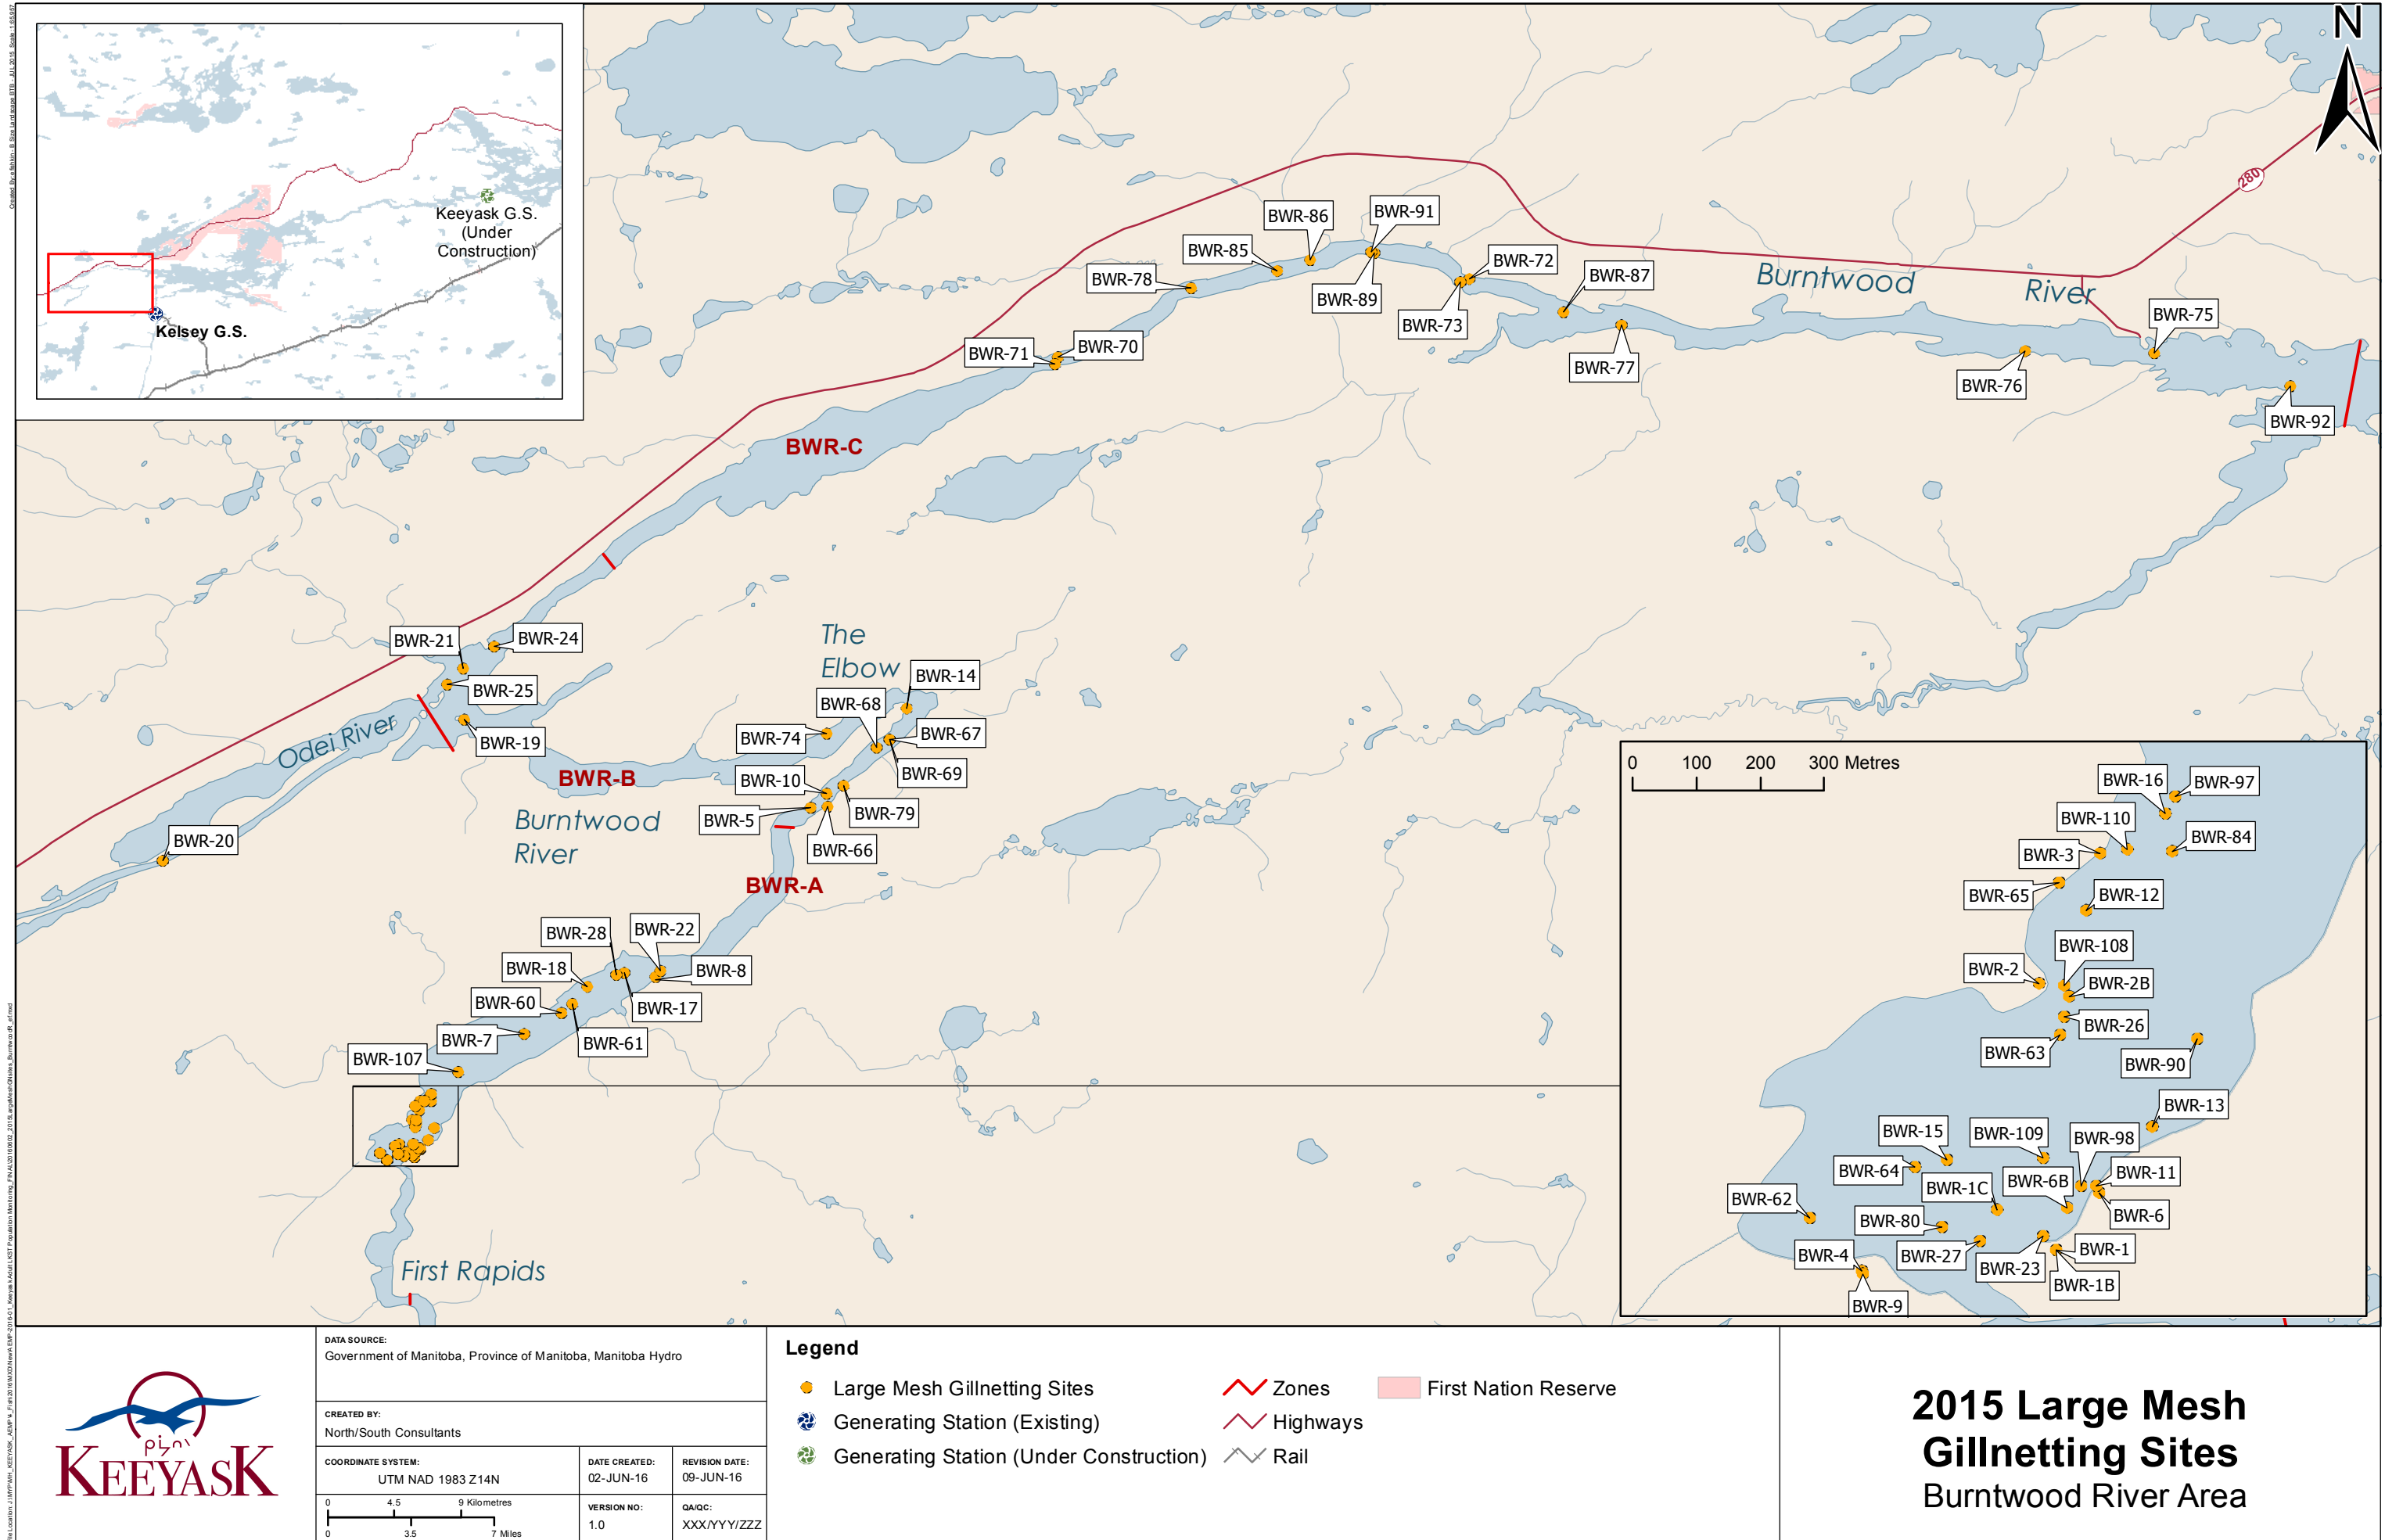 N
280
Keeyask G.S.
(Under
Construction)
Kelsey G.S.
BWR-91
BWR-86
BWR-85
BWR-78
BWR-89
BWR-72
BWR-73
BWR-87
BWR-77
Burntwood
River
BWR-75
BWR-76
BWR-92
BWR-71
BWR-70
BWR-C
BWR-21
BWR-24
BWR-25
BWR-19
Odei River
BWR-20
The
Elbow
BWR-14
BWR-68
BWR-74
BWR-67
BWR-69
BWR-10
BWR-5
BWR-79
BWR-66
BWR-B
Burntwood
River
BWR-A
BWR-28
BWR-22
BWR-18
BWR-8
BWR-60
BWR-17
BWR-7
BWR-61
BWR-107
First Rapids
0 100 200 300 Metres
BWR-16
BWR-97
BWR-110
BWR-84
BWR-3
BWR-65
BWR-12
BWR-108
BWR-2
BWR-2B
BWR-26
BWR-63
BWR-90
BWR-13
BWR-15
BWR-109
BWR-98
BWR-64
BWR-11
BWR-1C
BWR-6B
BWR-62
BWR-6
BWR-80
BWR-4
BWR-27
BWR-23
BWR-1
BWR-1B
BWR-9
KEEYASK
DATA SOURCE:
Government of Manitoba, Province of Manitoba, Manitoba Hydro
CREATED BY:
North/South Consultants
COORDINATE SYSTEM:
UTM NAD 1983 Z14N
DATE CREATED:
02-JUN-16
REVISION DATE:
09-JUN-16
0 4.5 9 Kilometres
0 3.5 7 Miles
VERSION NO:
1.0
QA/QC:
XXX/YYY/ZZZ
Legend
Large Mesh Gillnetting Sites
Generating Station (Existing)
Generating Station (Under Construction)
Zones
Highways
Rail
First Nation Reserve
2015 Large Mesh
Gillnetting Sites
Burntwood River Area